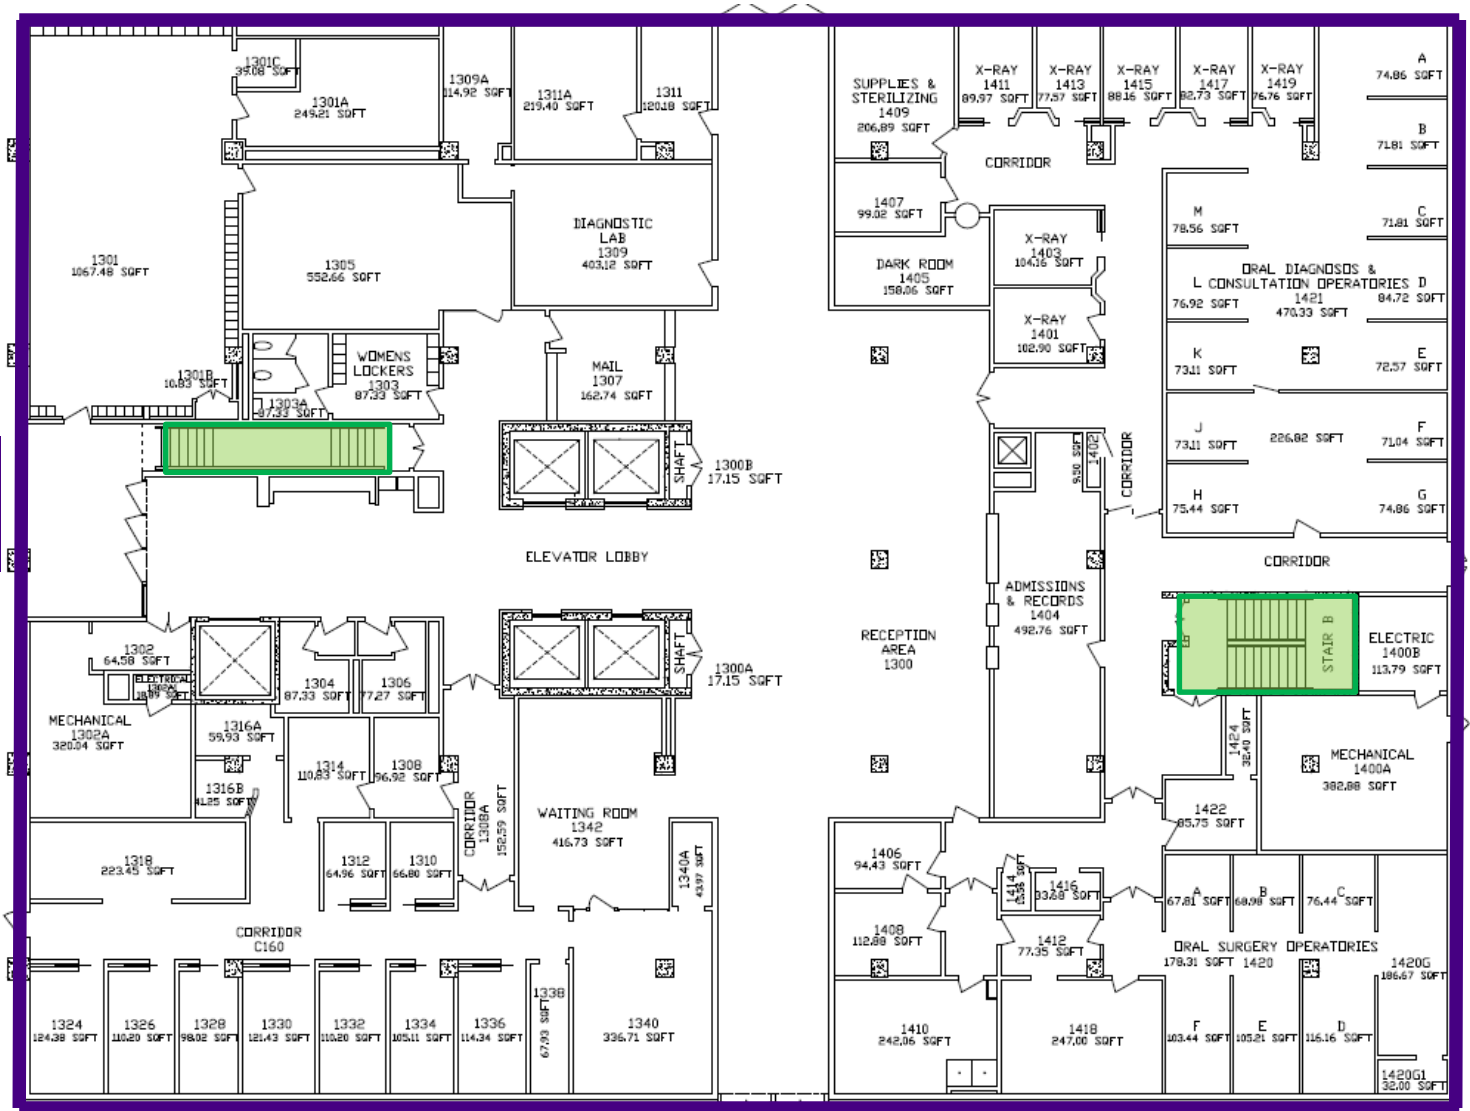 1301C
39.08 SQFT
1301A
249.21 SQFT
1309A
114.92 SQFT
1311A
219.40 SQFT
1311
120.18 SQFT
SUPPLIES &
STERILIZING
1409
206.89 SQFT
X-RAY
1411
89.97 SQFT
X-RAY
1413
77.57 SQFT
X-RAY
1415
88.16 SQFT
X-RAY
1417
82.73 SQFT
X-RAY
1419
76.76 SQFT
A
74.86 SQFT
B
71.81 SQFT
CORRIDOR
1407
99.02 SQFT
M
78.56 SQFT
C
71.81 SQFT
1301
1067.48 SQFT
1305
552.66 SQFT
DIAGNOSTIC
LAB
1309
403.12 SQFT
DARK ROOM
1405
158.06 SQFT
X-RAY
1403
104.16 SQFT
X-RAY
1401
102.90 SQFT
ORAL DIAGNOSOS &
CONSULTATION OPERATORIES
1421
470.33 SQFT
L
76.92 SQFT
D
84.72 SQFT
K
73.11 SQFT
E
72.57 SQFT
1301B
10.83 SQFT
WOMENS
LOCKERS
1303
87.33 SQFT
1303A
87.33 SQFT
MAIL
1307
162.74 SQFT
J
73.11 SQFT
226.82 SQFT
F
71.04 SQFT
SHAFT
1300B
17.15 SQFT
1402
9.50 SQFT
CORRIDOR
H
75.44 SQFT
G
74.86 SQFT
ELEVATOR LOBBY
CORRIDOR
ADMISSIONS
& RECORDS
1404
492.76 SQFT
RECEPTION
AREA
1300
STAIR B
ELECTRIC
1400B
113.79 SQFT
1302
64.58 SQFT
ELECTRICAL
1304
87.33 SQFT
1306
77.27 SQFT
SHAFT
1300A
17.15 SQFT
MECHANICAL
1302A
320.04 SQFT
1316A
59.93 SQFT
1316B
41.25 SQFT
1314
110.83 SQFT
1308
96.92 SQFT
CORRIDOR
1308A
152.59 SQFT
WAITING ROOM
1342
416.73 SQFT
1424
32.40 SQFT
MECHANICAL
1400A
382.88 SQFT
1422
85.75 SQFT
1318
223.45 SQFT
1312
64.96 SQFT
1310
66.80 SQFT
1340A
43.97 SQFT
1406
94.43 SQFT
1414
1416
33.68 SQFT
A
67.81 SQFT
B
68.98 SQFT
C
76.44 SQFT
CORRIDOR
C160
1408
112.88 SQFT
1412
77.35 SQFT
ORAL SURGERY OPERATORIES
178.31 SQFT 1420
1420G
186.67 SQFT
1324
124.38 SQFT
1326
110.20 SQFT
1328
98.02 SQFT
1330
121.43 SQFT
1332
110.20 SQFT
1334
105.11 SQFT
1336
114.34 SQFT
1338
67.93 SQFT
1340
336.71 SQFT
1410
242.06 SQFT
1418
247.00 SQFT
F
103.44 SQFT
E
105.21 SQFT
D
116.16 SQFT
1420G1
32.00 SQFT